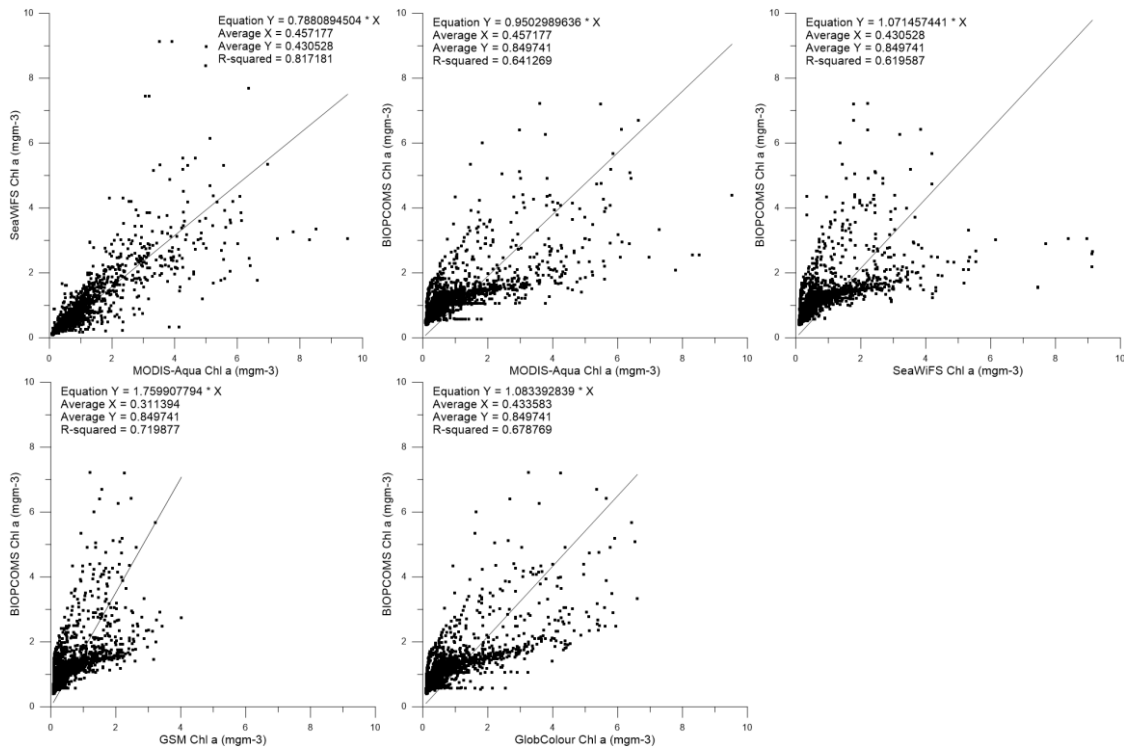 Equation Y = 0.7880894504 * X
Average X = 0.457177
Average Y = 0.430528
R-squared = 0.817181
10
8
6
4
2
0
SeaWiFS Chl a (mgm-3)
0 2 4 6 8 10
MODIS-Aqua Chl a (mgm-3)
Equation Y = 0.9502989636 * X
Average X = 0.457177
Average Y = 0.849741
R-squared = 0.641269
10
8
6
4
2
0
BIOPCOMS Chl a (mgm-3)
0 2 4 6 8 10
MODIS-Aqua Chl a (mgm-3)
Equation Y = 1.071457441 * X
Average X = 0.430528
Average Y = 0.849741
R-squared = 0.619587
10
8
6
4
2
0
BIOPCOMS Chl a (mgm-3)
0 2 4 6 8 10
SeaWiFS Chl a (mgm-3)
Equation Y = 1.759907794 * X
Average X = 0.311394
Average Y = 0.849741
R-squared = 0.719877
10
8
6
4
2
0
BIOPCOMS Chl a (mgm-3)
0 2 4 6 8 10
GSM Chl a (mgm-3)
Equation Y = 1.083392839 * X
Average X = 0.433583
Average Y = 0.849741
R-squared = 0.678769
10
8
6
4
2
0
BIOPCOMS Chl a (mgm-3)
0 2 4 6 8 10
GlobColour Chl a (mgm-3)